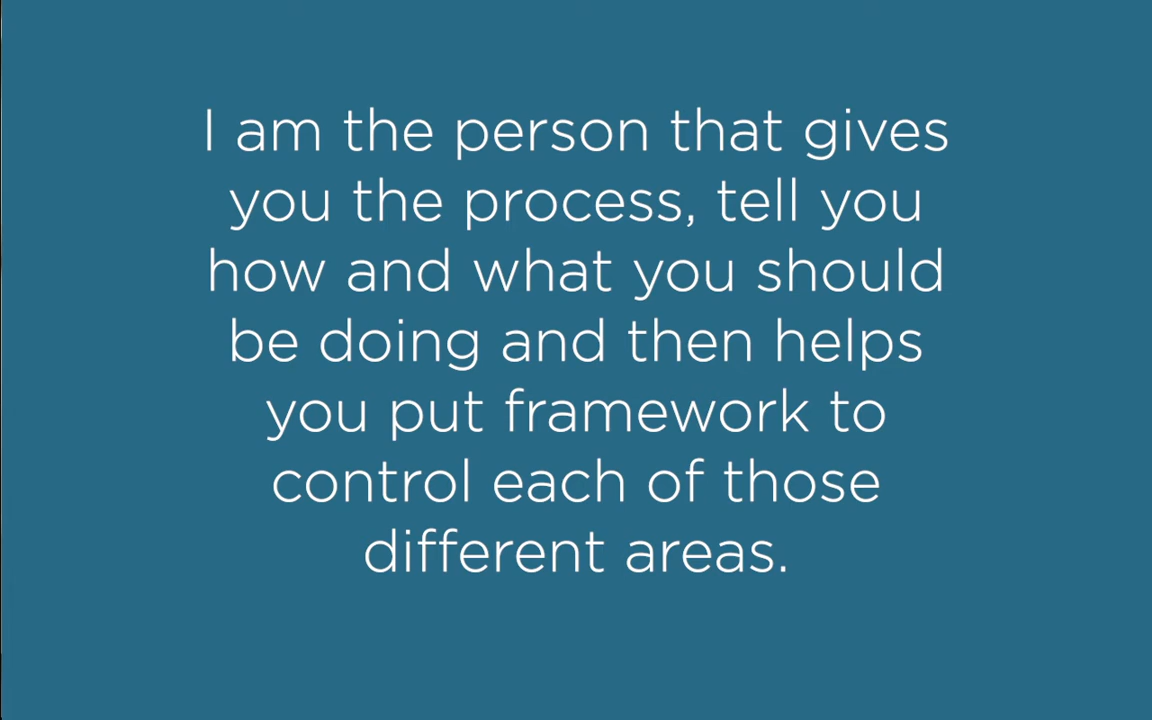 I am the person that gives
you the process, tell you
how and what you should
be doing and then helps
you put framework to
control each of those
different areas.